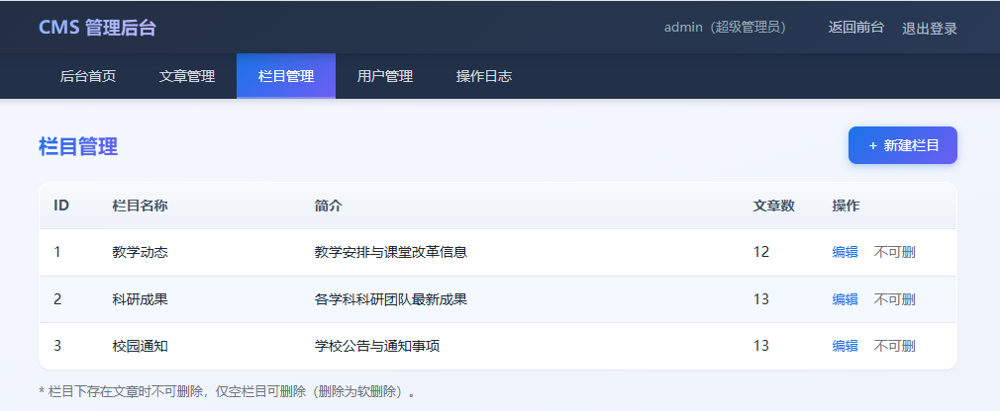 CMS 管理后台 admin（超级管理员） 返回前台 退出登录
后台首页 文章管理 栏目管理 用户管理 操作日志
栏目管理 + 新建栏目
ID 栏目名称 简介 文章数 操作
1 教学动态 教学安排与课堂改革信息 12 编辑 不可删
2 科研成果 各学科科研团队最新成果 13 编辑 不可删
3 校园通知 学校公告与通知事项 13 编辑 不可删
* 栏目下存在文章时不可删除，仅空栏目可删除（删除为软删除）。